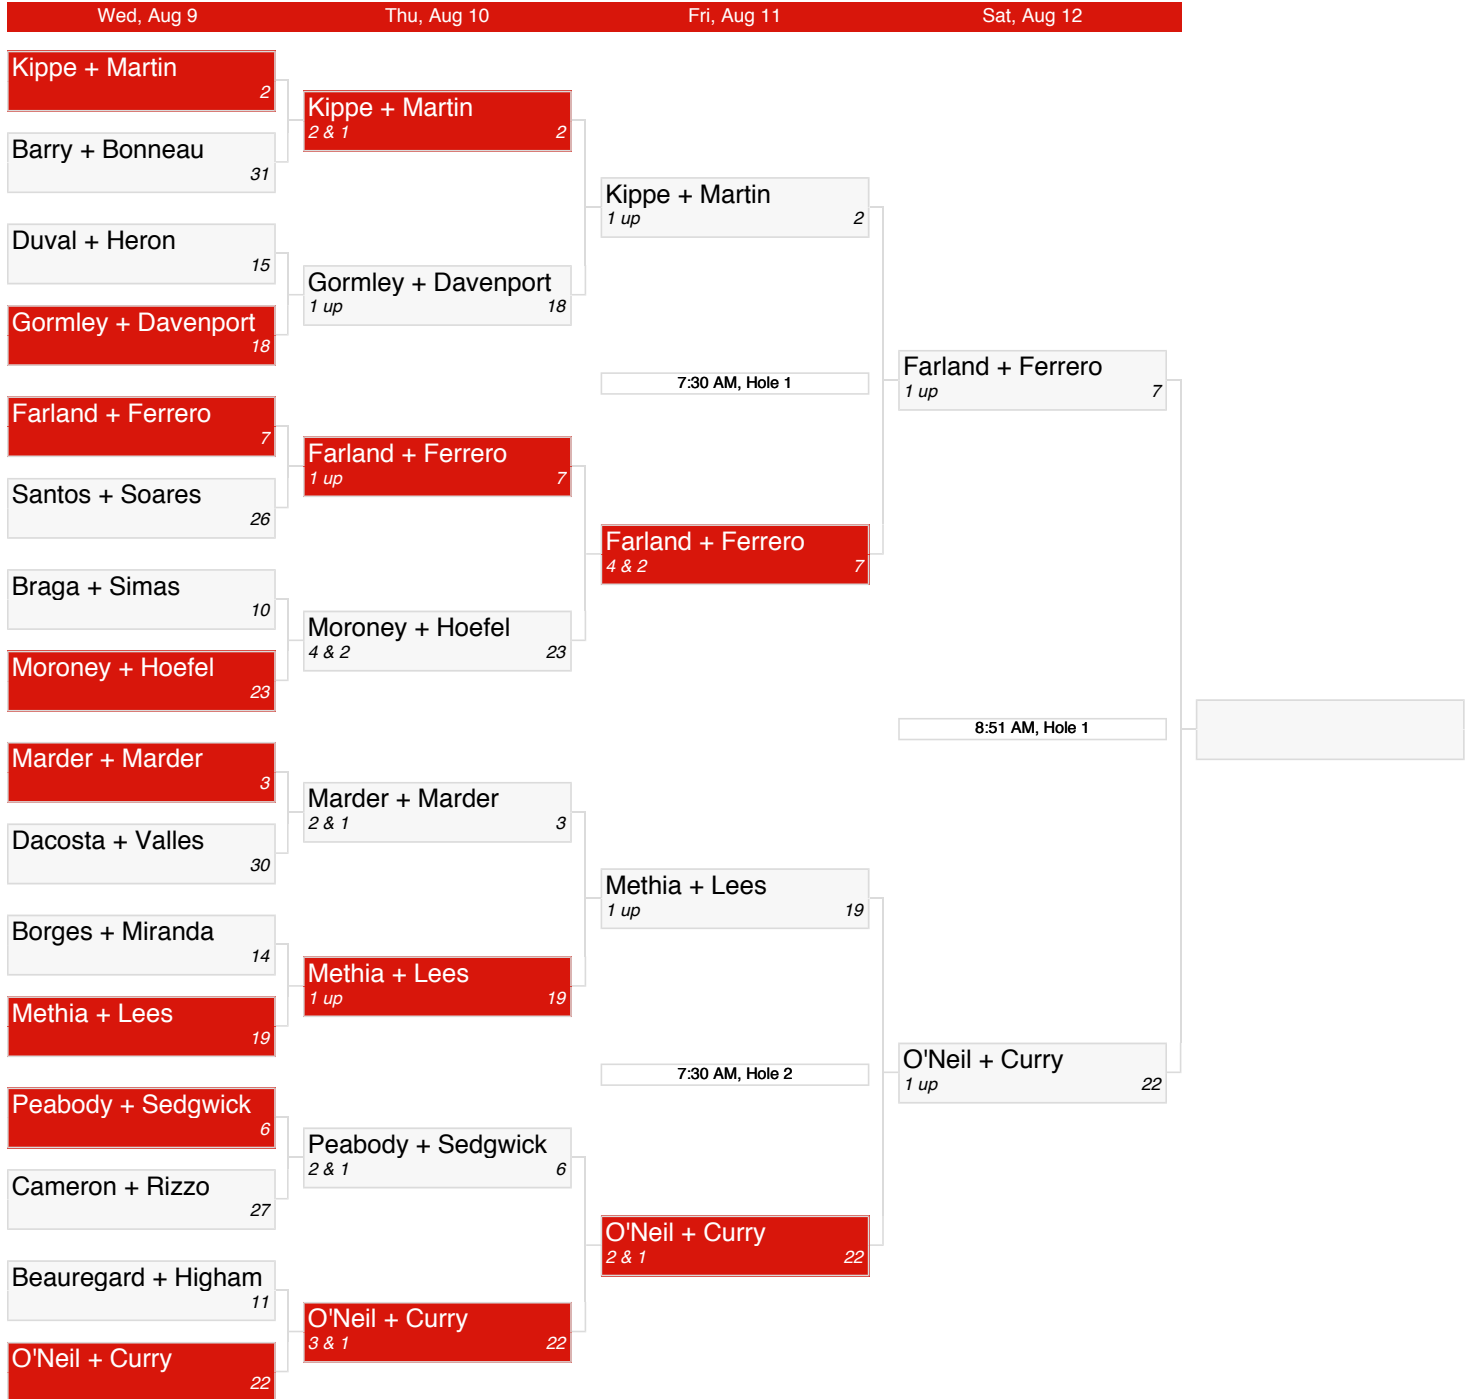 Wed, Aug 9
Thu, Aug 10
Fri, Aug 11
Sat, Aug 12
Kippe + Martin
2
Barry + Bonneau
31
Duval + Heron
15
Gormley + Davenport
18
Farland + Ferrero
7
Santos + Soares
26
Braga + Simas
10
Moroney + Hoefel
23
Marder + Marder
3
Dacosta + Valles
30
Borges + Miranda
14
Methia + Lees
19
Peabody + Sedgwick
6
Cameron + Rizzo
27
Beauregard + Higham
11
O'Neil + Curry
22
Kippe + Martin
2 & 1 2
Gormley + Davenport
1 up 18
Farland + Ferrero
1 up 7
Moroney + Hoefel
4 & 2 23
Marder + Marder
2 & 1 3
Methia + Lees
1 up 19
Peabody + Sedgwick
2 & 1 6
O'Neil + Curry
3 & 1 22
Kippe + Martin
1 up 2
7:30 AM, Hole 1
Farland + Ferrero
4 & 2 7
Methia + Lees
1 up 19
7:30 AM, Hole 2
O'Neil + Curry
2 & 1 22
Farland + Ferrero
1 up 7
8:51 AM, Hole 1
O'Neil + Curry
1 up 22